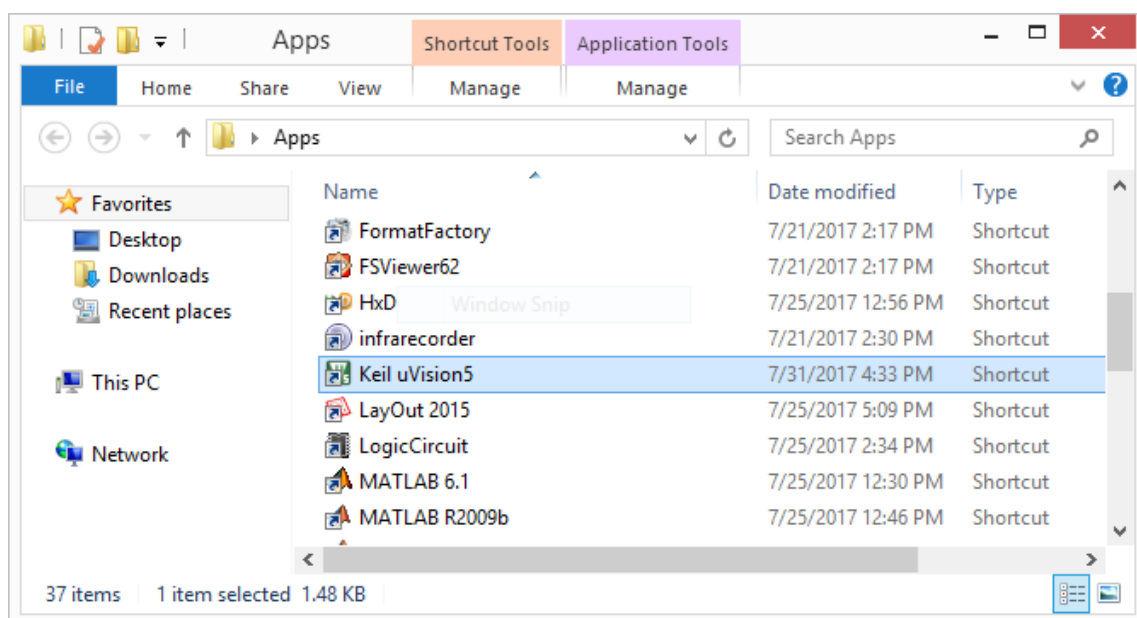 Apps Shortcut Tools Application Tools
File Home Share View Manage Manage
Apps Search Apps
Favorites
Desktop
Downloads
Recent places
This PC
Network
Name Date modified Type
FormatFactory 7/21/2017 2:17 PM Shortcut
FSViewer62 7/21/2017 2:17 PM Shortcut
HxD Window Snip 7/25/2017 12:56 PM Shortcut
infrarecorder 7/21/2017 2:30 PM Shortcut
Keil uVision5 7/31/2017 4:33 PM Shortcut
LayOut 2015 7/25/2017 5:09 PM Shortcut
LogicCircuit 7/25/2017 2:34 PM Shortcut
MATLAB 6.1 7/25/2017 12:30 PM Shortcut
MATLAB R2009b 7/25/2017 12:46 PM Shortcut
37 items 1 item selected 1.48 KB